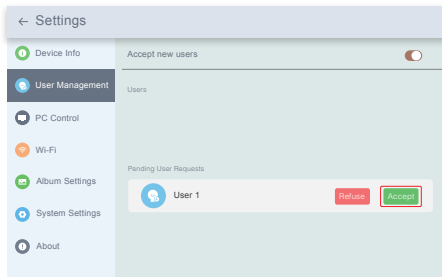 ← Settings
Device Info
Accept new users
User Management
Users
PC Control
Wi-Fi
Pending User Requests
Album Settings
User 1
Refuse
Accept
System Settings
About